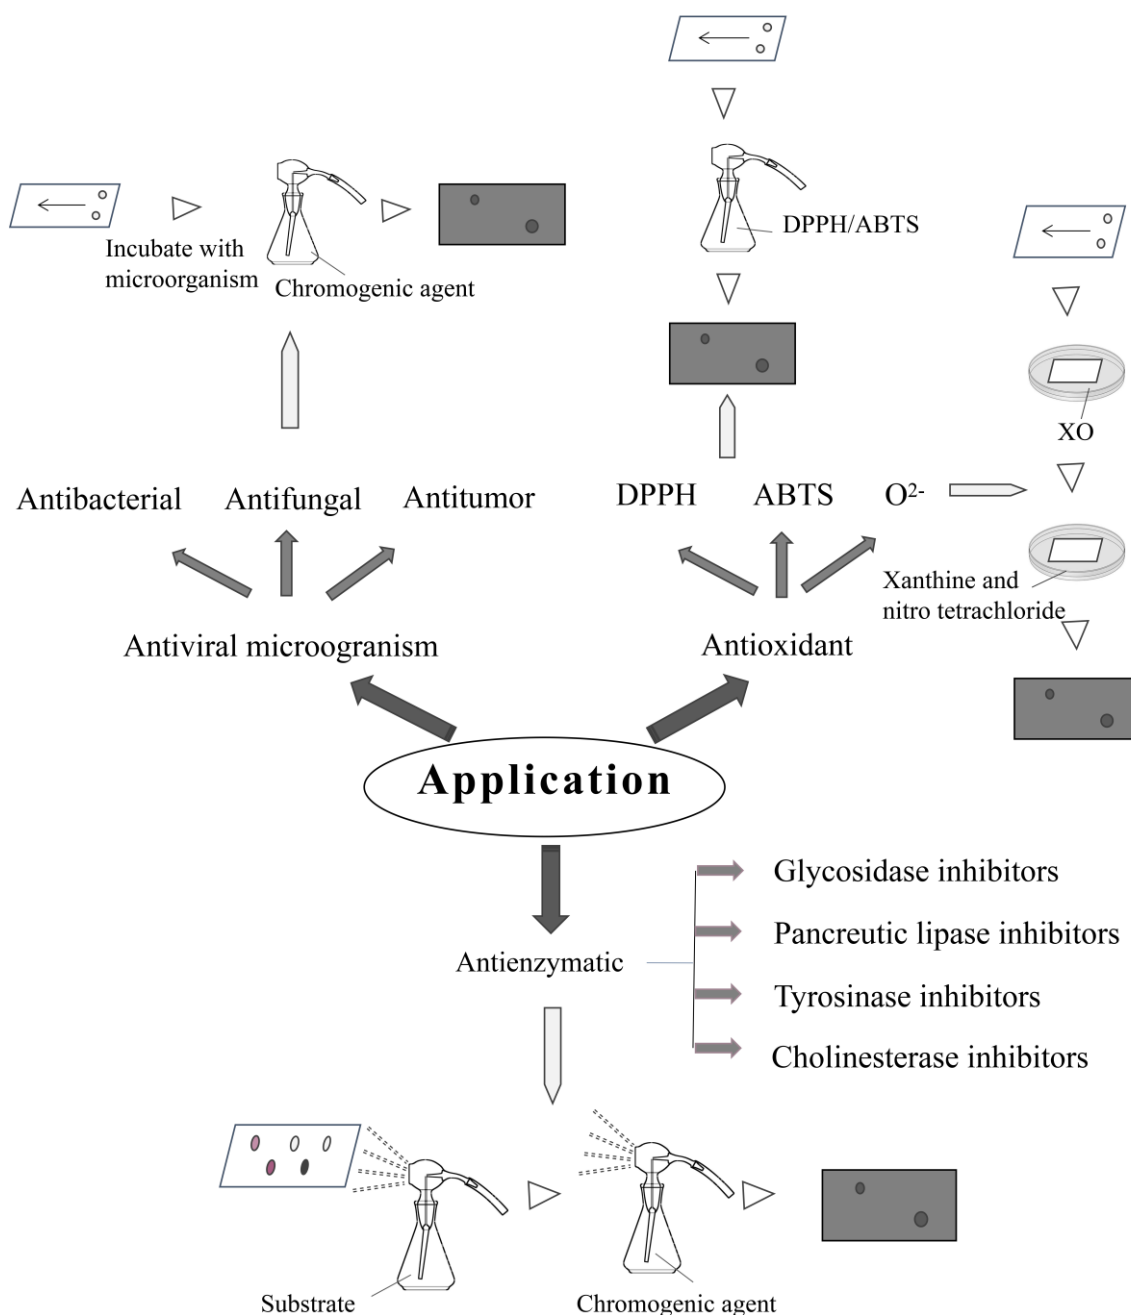 DPPH/ABTS
Incubate with
microorganism
Chromogenic agent
XO
Antibacterial
Antifungal
Antitumor
DPPH
ABTS
O²⁻
Xanthine and
nitro tetrachloride
Antiviral microogranism
Antioxidant
Application
Glycosidase inhibitors
Pancreutic lipase inhibitors
Antienzymatic
Tyrosinase inhibitors
Cholinesterase inhibitors
Substrate
Chromogenic agent